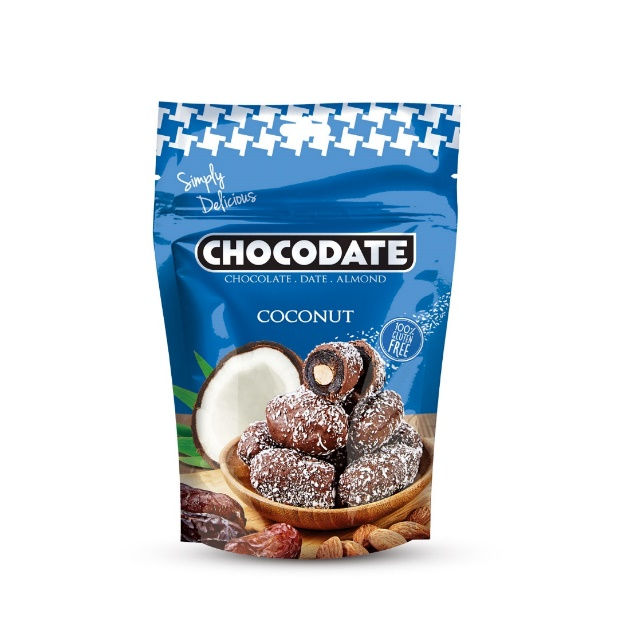 Simply
Delicious
CHOCODATE
CHOCOLATE . DATE . ALMOND
COCONUT
100%
GLUTEN
FREE